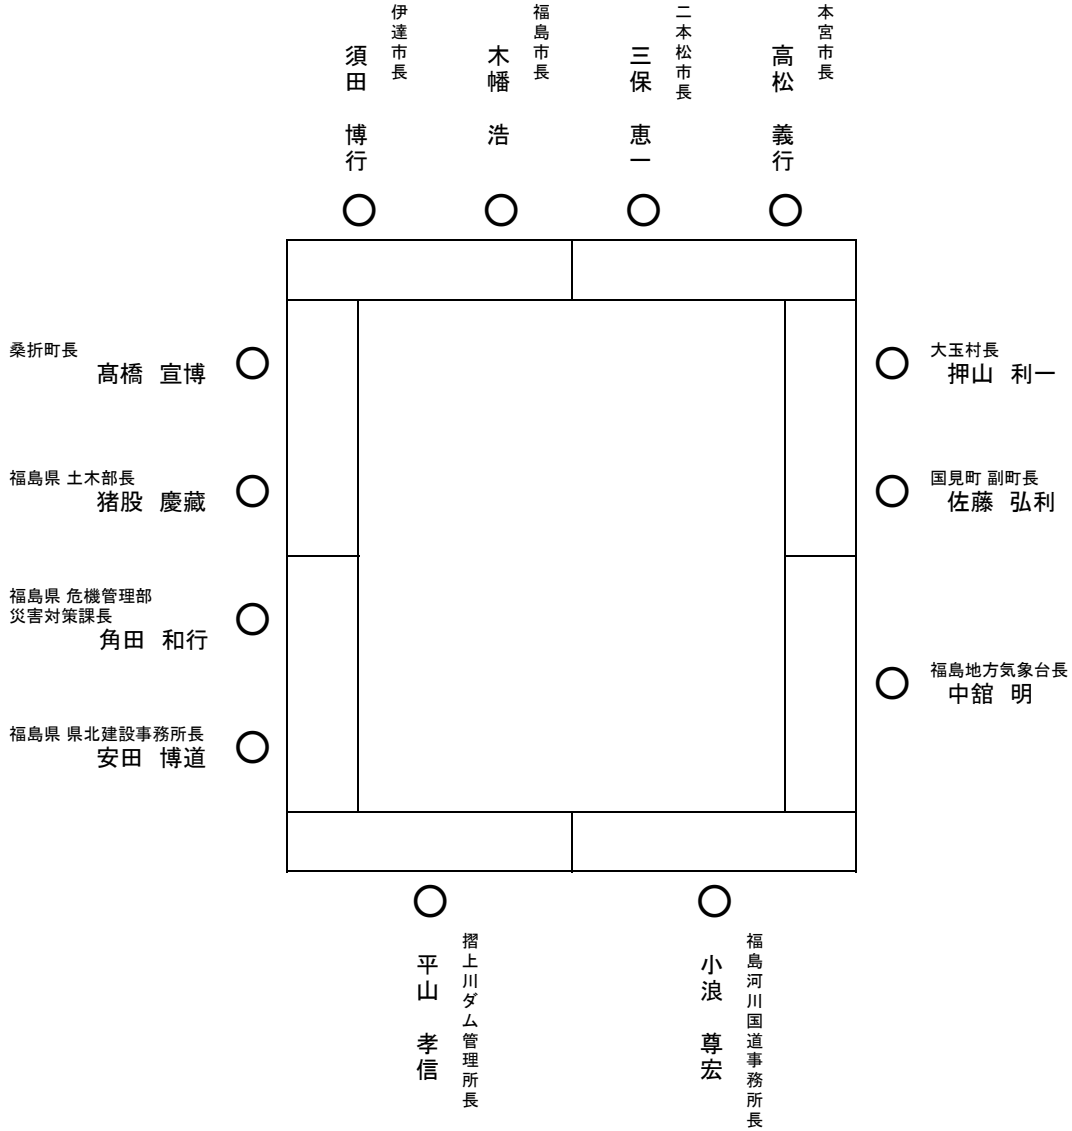 伊達市長
須田 博行
福島市長
木幡 浩
二本松市長
三保 恵一
本宮市長
高松 義行
桑折町長
髙橋 宣博
福島県 土木部長
猪股 慶藏
福島県 危機管理部
災害対策課長
角田 和行
福島県 県北建設事務所長
安田 博道
大玉村長
押山 利一
国見町 副町長
佐藤 弘利
福島地方気象台長
中舘 明
摺上川ダム管理所長
平山 孝信
福島河川国道事務所長
小浪 尊宏